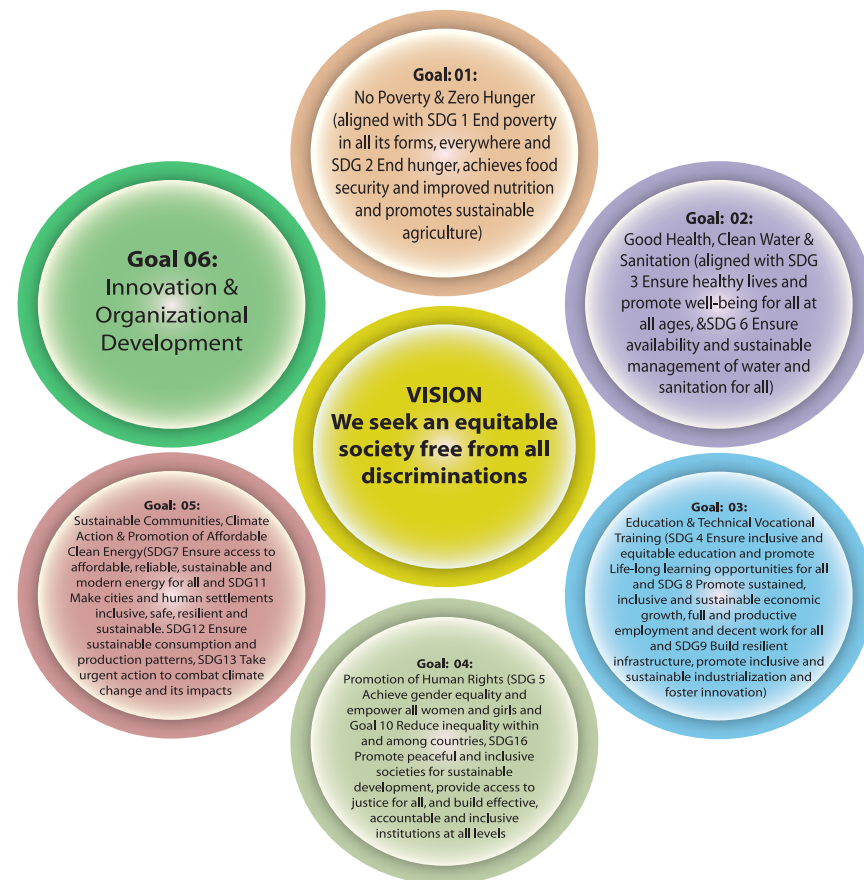 Goal: 01:
No Poverty & Zero Hunger
(aligned with SDG 1 End poverty
in all its forms, everywhere and
SDG 2 End hunger, achieves food
security and improved nutrition
and promotes sustainable
agriculture)
Goal: 02:
Good Health, Clean Water &
Sanitation (aligned with SDG
3 Ensure healthy lives and
promote well-being for all at
all ages, &SDG 6 Ensure
availability and sustainable
management of water and
sanitation for all)
Goal: 03:
Education & Technical Vocational
Training (SDG 4 Ensure inclusive and
equitable education and promote
Life-long learning opportunities for all
and SDG 8 Promote sustained,
inclusive and sustainable economic
growth, full and productive
employment and decent work for all
and SDG9 Build resilient
infrastructure, promote inclusive and
sustainable industrialization and
foster innovation)
Goal: 04:
Promotion of Human Rights (SDG 5
Achieve gender equality and
empower all women and girls and
Goal 10 Reduce inequality within
and among countries, SDG16
Promote peaceful and inclusive
societies for sustainable
development, provide access to
justice for all, and build effective,
accountable and inclusive
institutions at all levels
Goal: 05:
Sustainable Communities, Climate
Action & Promotion of Affordable
Clean Energy(SDG7 Ensure access to
affordable, reliable, sustainable and
modern energy for all and SDG11
Make cities and human settlements
inclusive, safe, resilient and
sustainable. SDG12 Ensure
sustainable consumption and
production patterns, SDG13 Take
urgent action to combat climate
change and its impacts
Goal 06:
Innovation &
Organizational
Development
VISION
We seek an equitable
society free from all
discriminations